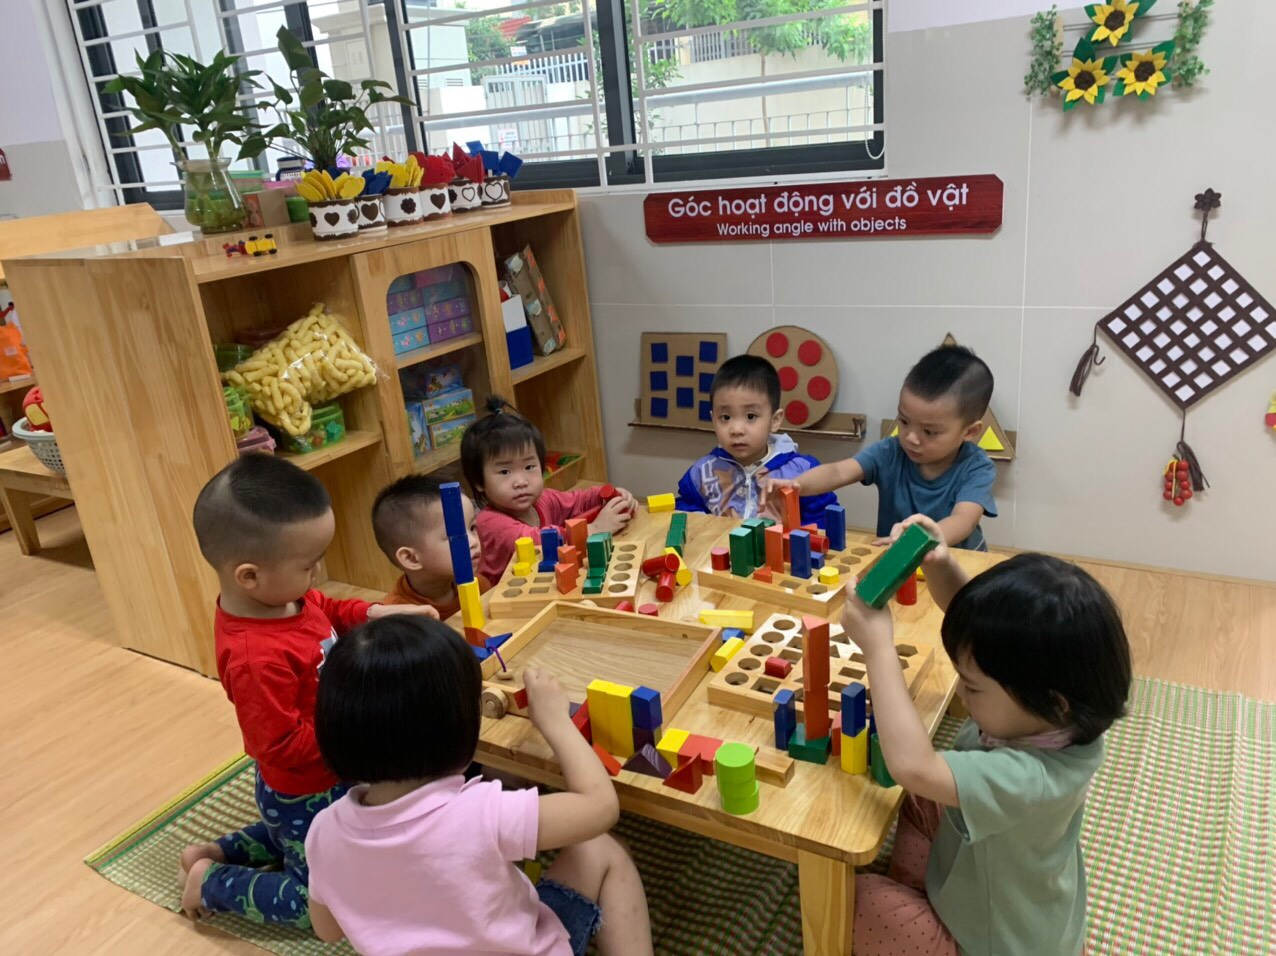 Góc hoạt động với đồ vật
Working angle with objects